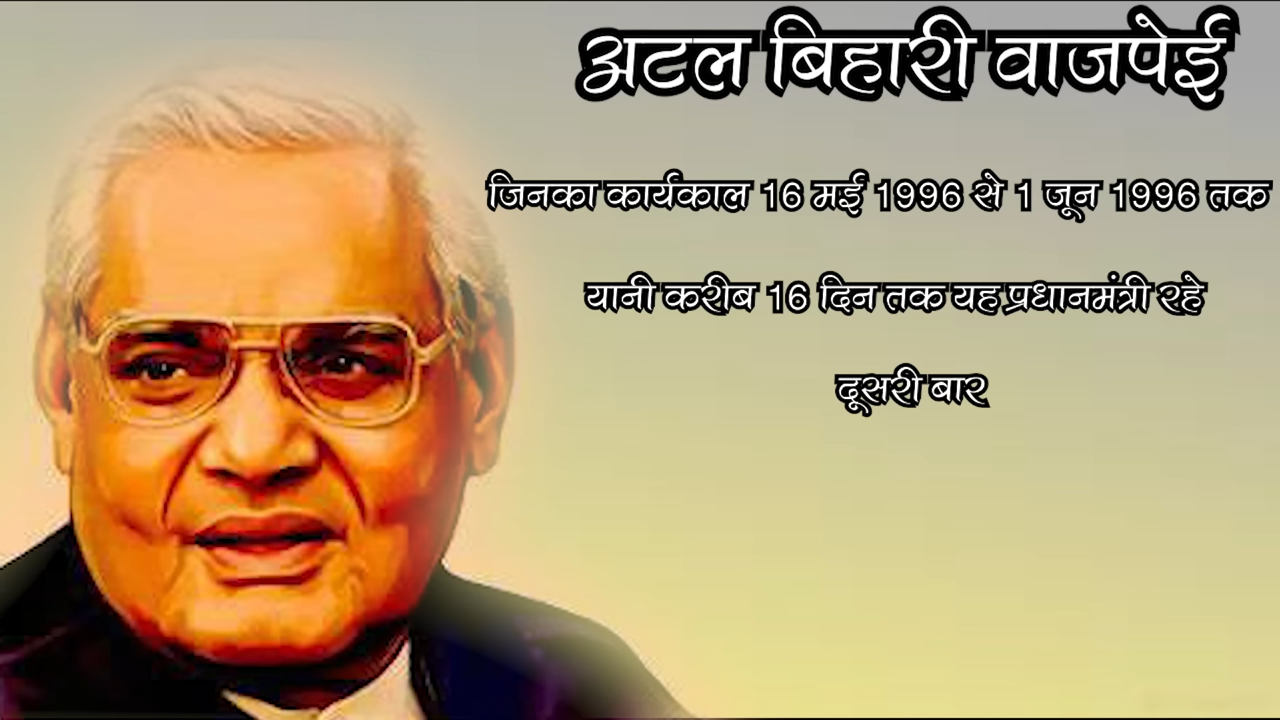 अटल बिहारी वाजपेई
जिनका कार्यकाल 16 मई 1996 से 1 जून 1996 तक
यानी करीब 16 दिन तक यह प्रधानमंत्री रहे
दूसरी बार